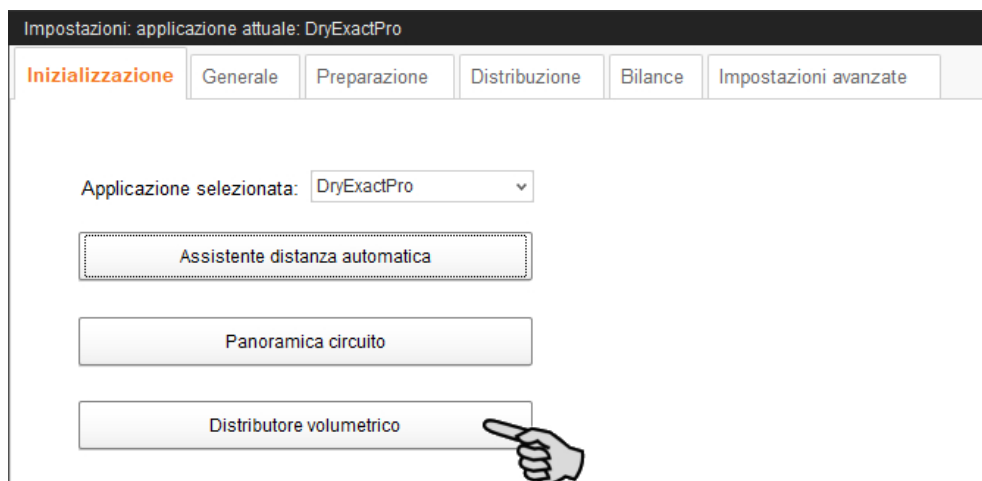 Impostazioni: applicazione attuale: DryExactPro
Inizializzazione Generale Preparazione Distribuzione Bilance Impostazioni avanzate
Applicazione selezionata: DryExactPro
Assistente distanza automatica
Panoramica circuito
Distributore volumetrico